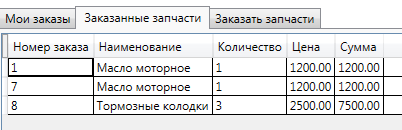 Мои заказы Заказанные запчасти Заказать запчасти
Номер заказа Наименование Количество Цена Сумма
1 Масло моторное 1 1200.00 1200.00
7 Масло моторное 1 1200.00 1200.00
8 Тормозные колодки 3 2500.00 7500.00